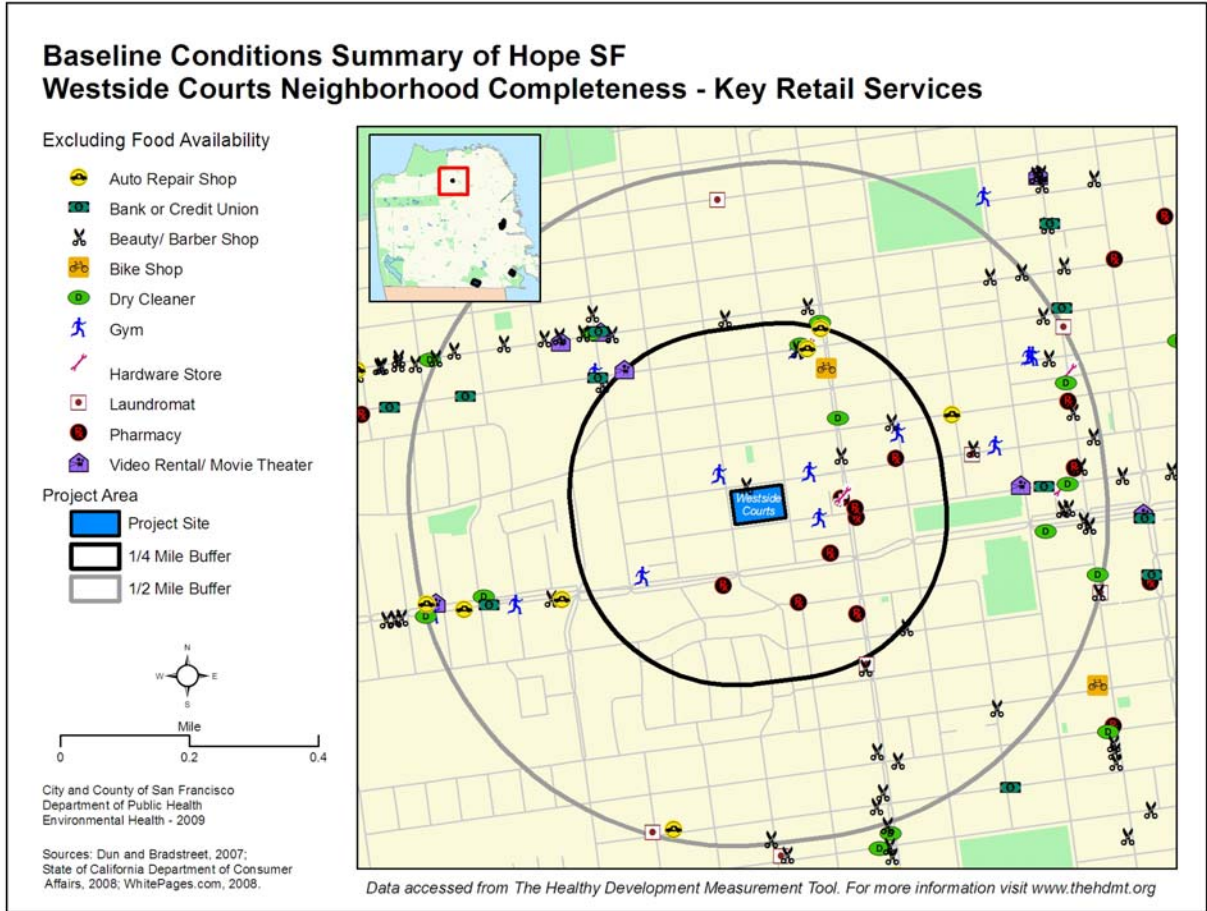 Baseline Conditions Summary of Hope SF
Westside Courts Neighborhood Completeness - Key Retail Services
Excluding Food Availability
Auto Repair Shop
Bank or Credit Union
Beauty/ Barber Shop
Bike Shop
D Dry Cleaner
Gym
Hardware Store
Laundromat
Pharmacy
Video Rental/ Movie Theater
Project Area
Project Site
1/4 Mile Buffer
1/2 Mile Buffer
N
W E
S
Mile
0 0.2 0.4
City and County of San Francisco
Department of Public Health
Environmental Health - 2009
Sources: Dun and Bradstreet, 2007;
State of California Department of Consumer
Affairs, 2008; WhitePages.com, 2008.
Westside
Courts
Data accessed from The Healthy Development Measurement Tool. For more information visit www.thehdmt.org